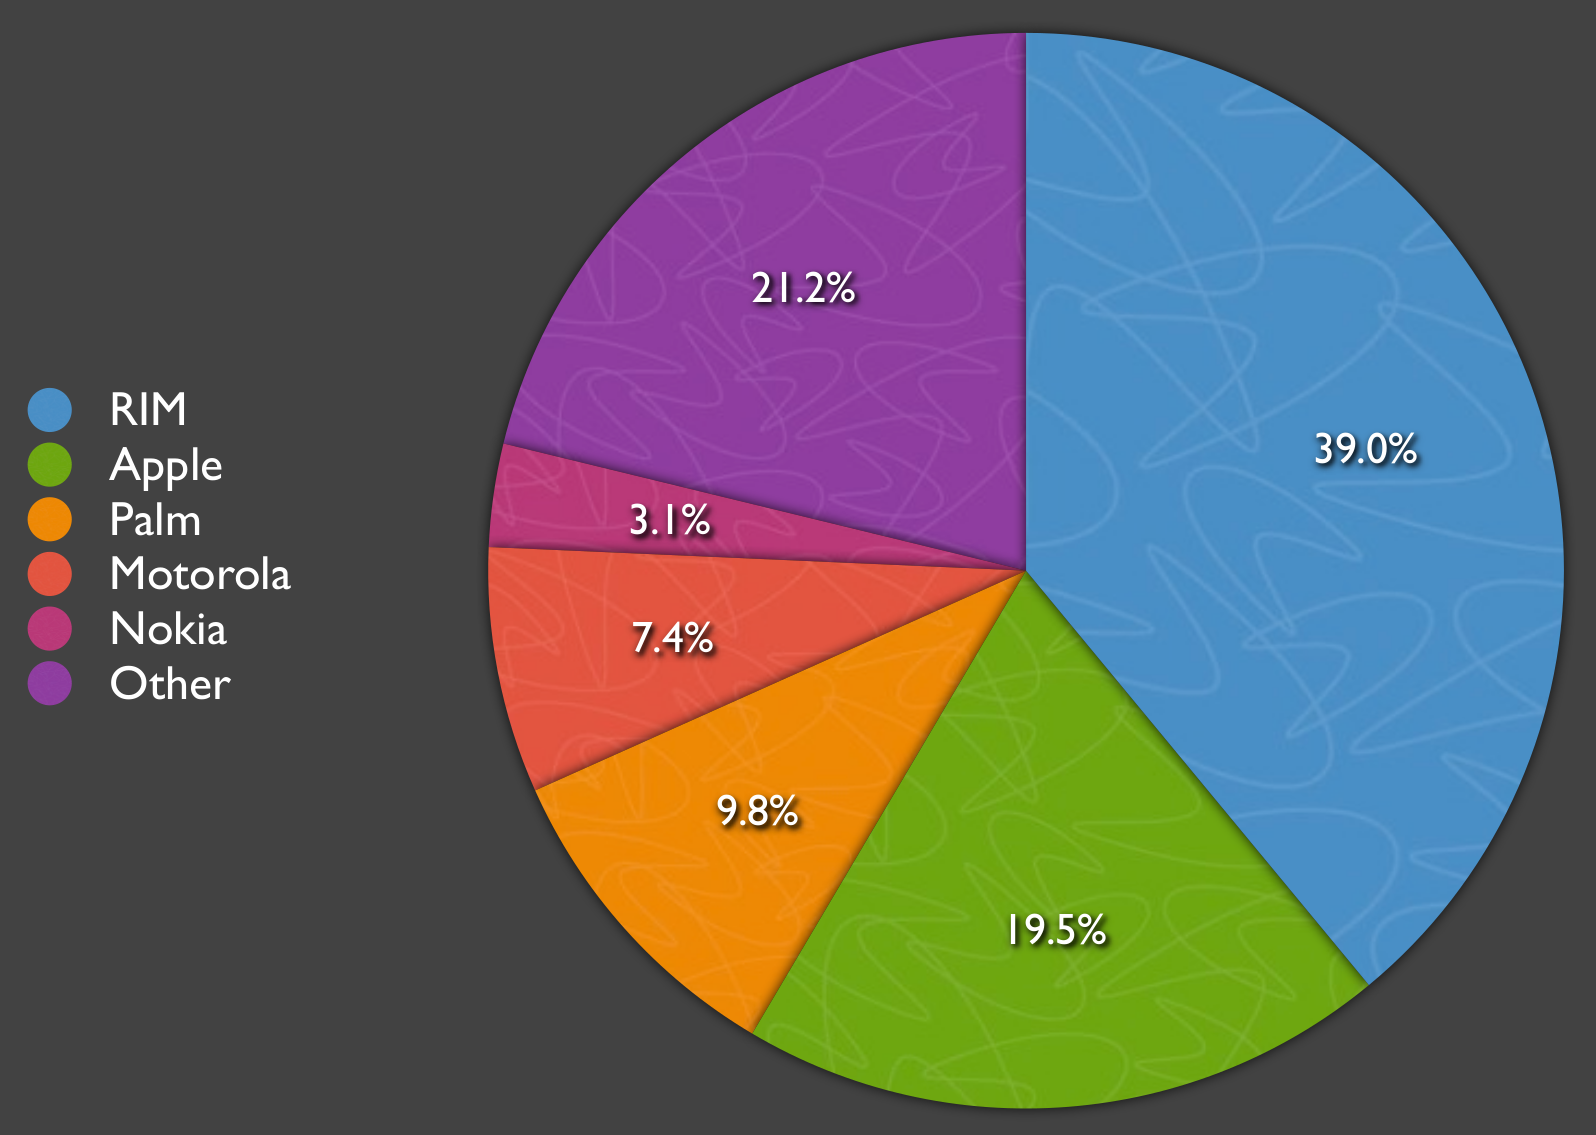 RIM
Apple
Palm
Motorola
Nokia
Other
21.2%
39.0%
3.1%
7.4%
9.8%
19.5%